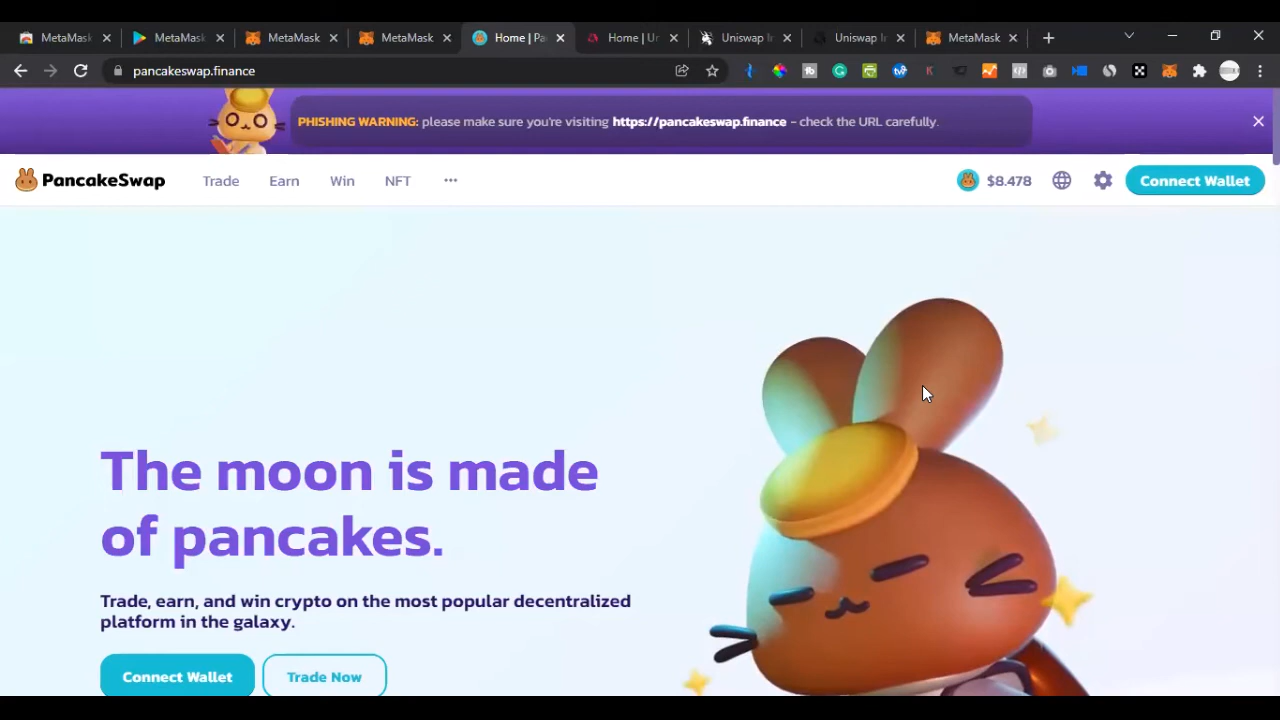 MetaMask
MetaMask
MetaMask
MetaMask
Home | Pa
Home | Ur
Uniswap In
Uniswap In
MetaMask
pancakeswap.finance
PHISHING WARNING: please make sure you're visiting https://pancakeswap.finance - check the URL carefully.
PancakeSwap
Trade
Earn
Win
NFT
$8.478
Connect Wallet
The moon is made
of pancakes.
Trade, earn, and win crypto on the most popular decentralized
platform in the galaxy.
Connect Wallet
Trade Now